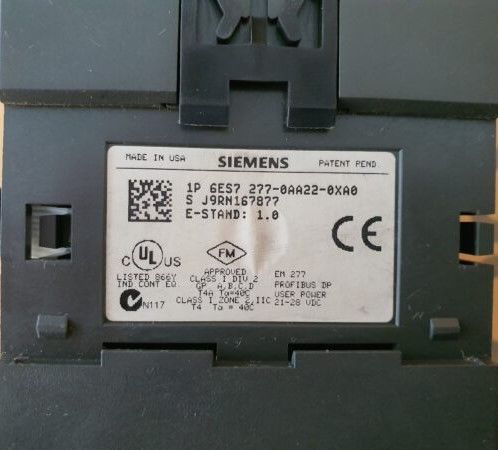 MADE IN USA SIEMENS PATENT PEND
1P 6ES7 277-0AA22-0XA0
S J9RM167877
E-STAND: 1.0
CE
C UL US
FM
LISTED 866Y
IND CONT EQ.
N117
APPROVED
CLASS I DIV 2
GP A,B,C,D
T4A Ta=40C
CLASS I ZONE 2,IIC
T4 Ta = 40C
EM 277
PROFIBUS DP
USER POWER
21-28 VDC